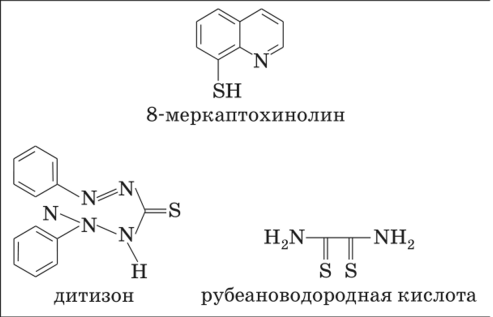 N
SH
8-меркаптохинолин
N N
S
N N N
H
дитизон
H₂N NH₂
S S
рубеановодородная кислота